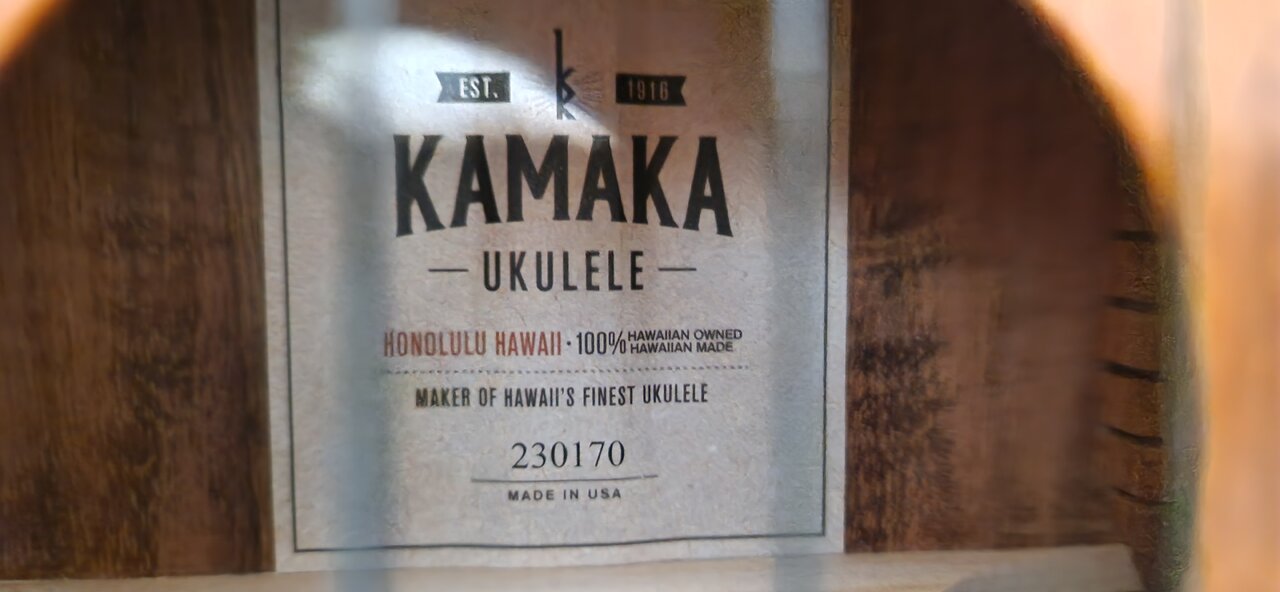 EST. 1916
KAMAKA
— UKULELE —
HONOLULU HAWAII · 100% HAWAIIAN OWNED
HAWAIIAN MADE
MAKER OF HAWAII'S FINEST UKULELE
230170
MADE IN USA